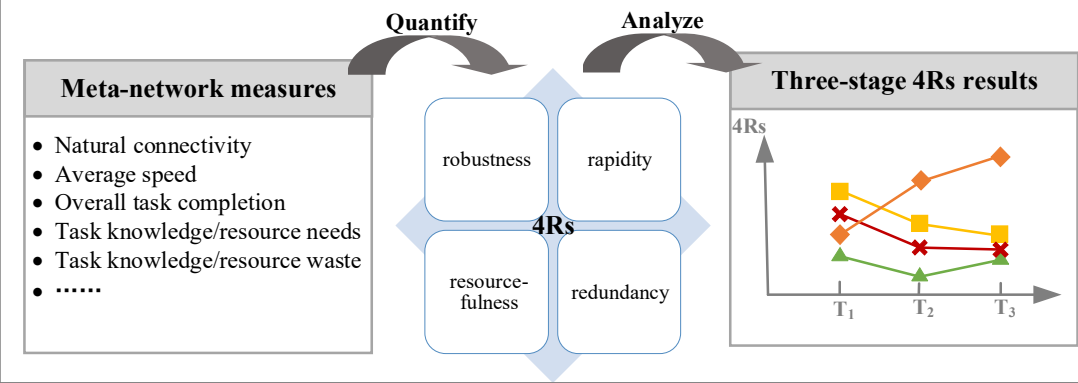 Quantify
Analyze
Meta-network measures
• Natural connectivity
• Average speed
• Overall task completion
• Task knowledge/resource needs
• Task knowledge/resource waste
• ......
robustness
rapidity
4Rs
resource-
fulness
redundancy
Three-stage 4Rs results
4Rs
T1
T2
T3